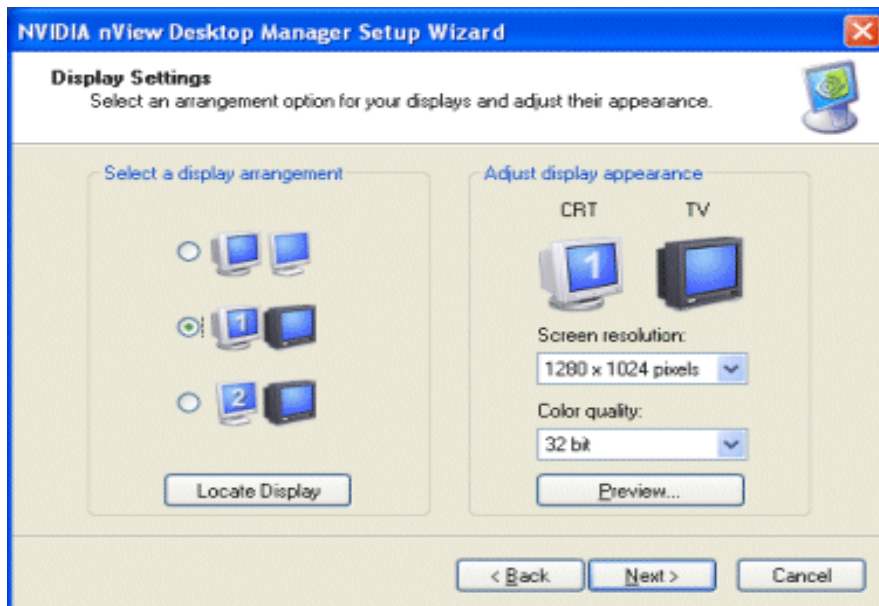 NVIDIA nView Desktop Manager Setup Wizard
Display Settings
Select an arrangement option for your displays and adjust their appearance.
Select a display arrangement
1
2
Locate Display
Adjust display appearance
CRT TV
1
Screen resolution:
1280 x 1024 pixels
Color quality:
32 bit
Preview...
< Back Next > Cancel